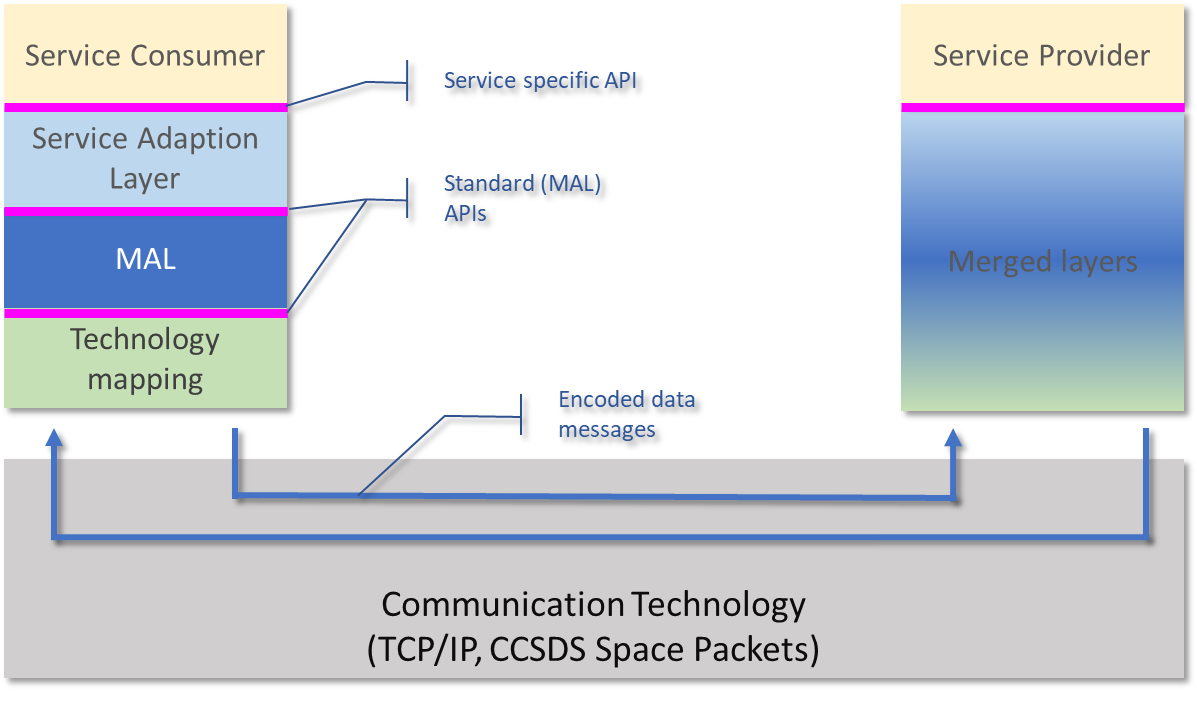 Service Consumer
Service Adaption
Layer
MAL
Technology
mapping
Service specific API
Standard (MAL)
APIs
Encoded data
messages
Service Provider
Merged layers
Communication Technology
(TCP/IP, CCSDS Space Packets)